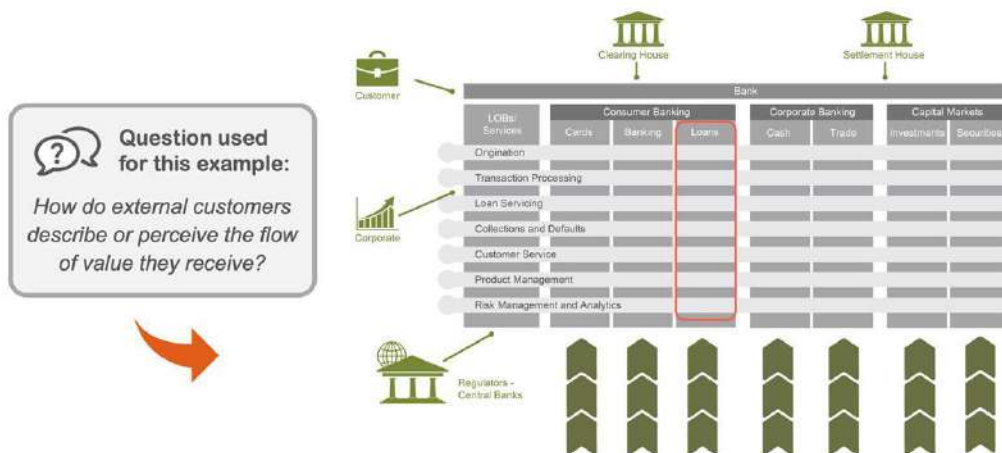 Question used
for this example:
How do external customers
describe or perceive the flow
of value they receive?
Clearing House
Settlement House
Customer
Bank
LOBs/
Services
Consumer Banking
Corporate Banking
Capital Markets
Cards
Banking
Loans
Cash
Trade
Investments
Securities
Origination
Transaction Processing
Loan Servicing
Collections and Defaults
Customer Service
Product Management
Risk Management and Analytics
Corporate
Regulators -
Central Banks